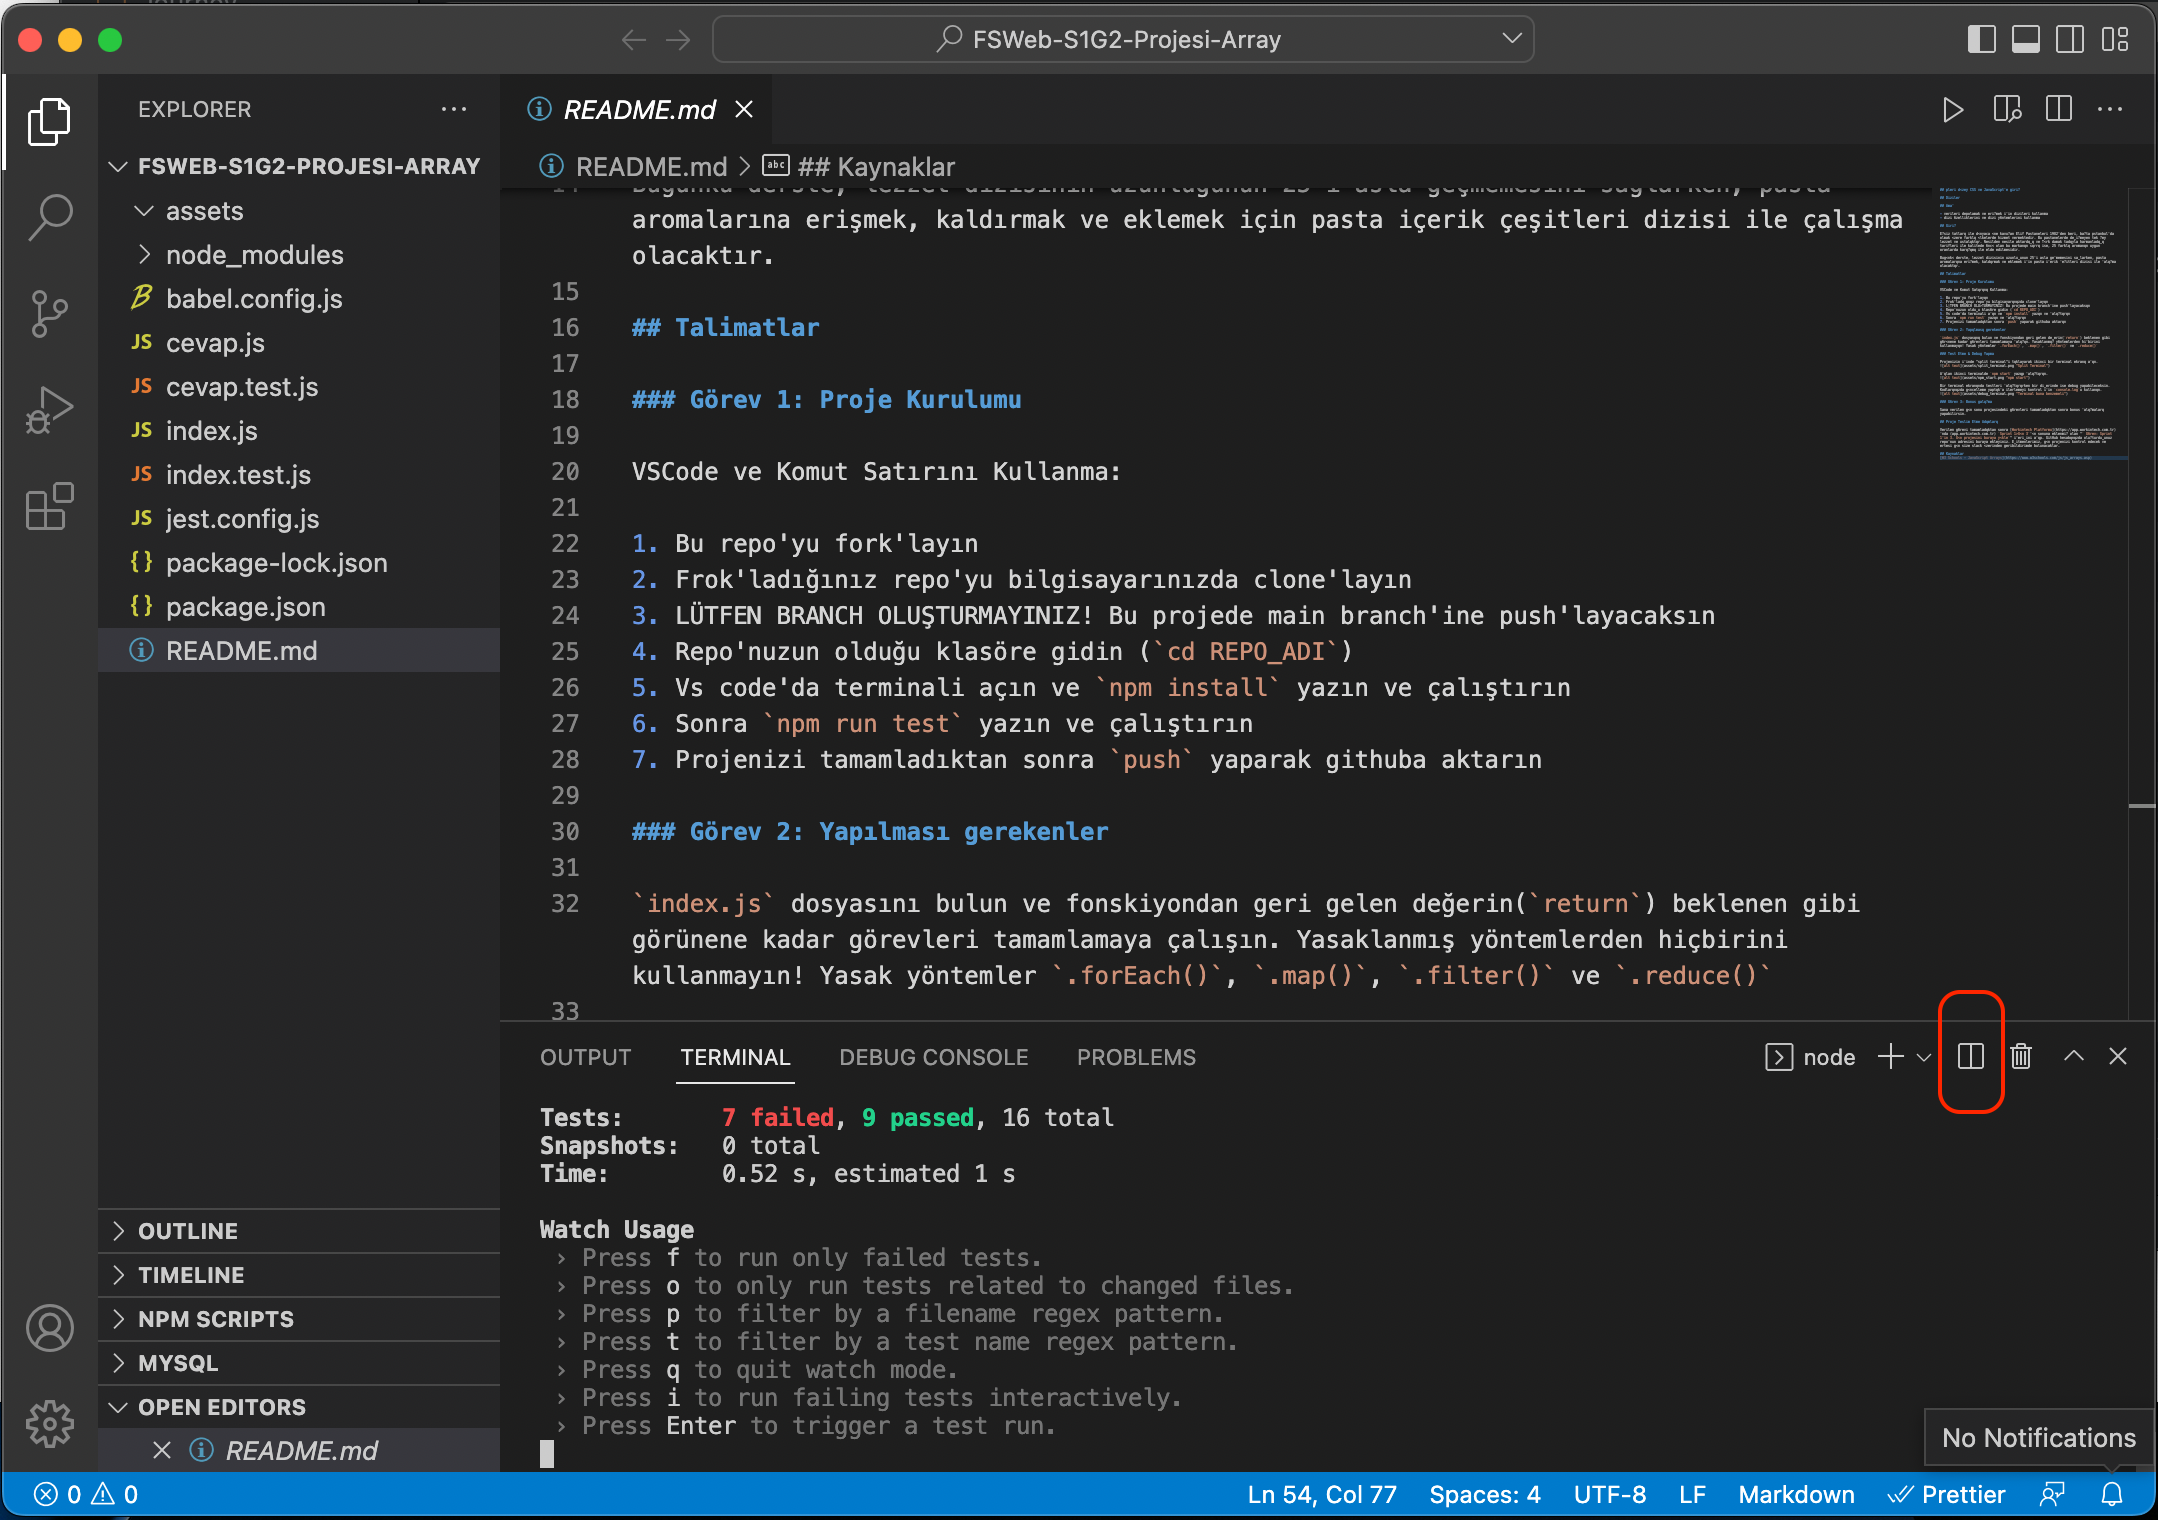 FSWeb-S1G2-Projesi-Array
EXPLORER
FSWEB-S1G2-PROJESI-ARRAY
assets
node_modules
babel.config.js
JS cevap.js
JS cevap.test.js
JS index.js
JS index.test.js
JS jest.config.js
{} package-lock.json
{} package.json
README.md
OUTLINE
TIMELINE
NPM SCRIPTS
MYSQL
OPEN EDITORS
README.md
README.md
README.md > abc ## Kaynaklar
aromalarına erişmek, kaldırmak ve eklemek için pasta içerik çeşitleri dizisi ile çalışma
olacaktır.
15
16 ## Talimatlar
17
18 ### Görev 1: Proje Kurulumu
19
20 VSCode ve Komut Satırını Kullanma:
21
22 1. Bu repo'yu fork'layın
23 2. Frok'ladığınız repo'yu bilgisayarınızda clone'layın
24 3. LÜTFEN BRANCH OLUŞTURMAYINIZ! Bu projede main branch'ine push'layacaksın
25 4. Repo'nuzun olduğu klasöre gidin (`cd REPO_ADI`)
26 5. Vs code'da terminali açın ve `npm install` yazın ve çalıştırın
27 6. Sonra `npm run test` yazın ve çalıştırın
28 7. Projenizi tamamladıktan sonra `push` yaparak githuba aktarın
29
30 ### Görev 2: Yapılması gerekenler
31
32 `index.js` dosyasını bulun ve fonskiyondan geri gelen değerin(`return`) beklenen gibi
görünene kadar görevleri tamamlamaya çalışın. Yasaklanmış yöntemlerden hiçbirini
kullanmayın! Yasak yöntemler `.forEach()`, `.map()`, `.filter()` ve `.reduce()`
33
OUTPUT TERMINAL DEBUG CONSOLE PROBLEMS node
Tests: 7 failed, 9 passed, 16 total
Snapshots: 0 total
Time: 0.52 s, estimated 1 s
Watch Usage
› Press f to run only failed tests.
› Press o to only run tests related to changed files.
› Press p to filter by a filename regex pattern.
› Press t to filter by a test name regex pattern.
› Press q to quit watch mode.
› Press i to run failing tests interactively.
› Press Enter to trigger a test run.
No Notifications
0 0 Ln 54, Col 77 Spaces: 4 UTF-8 LF Markdown Prettier